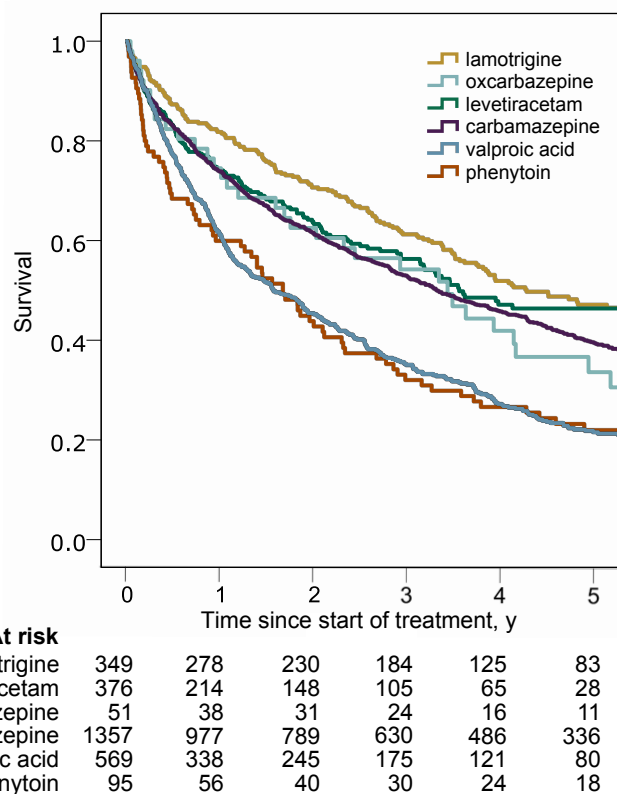 1.0
0.8
0.6
0.4
0.2
0.0
Survival
lamotrigine
oxcarbazepine
levetiracetam
carbamazepine
valproic acid
phenytoin
0 1 2 3 4 5
Time since start of treatment, y
At risk
trigine 349 278 230 184 125 83
cetam 376 214 148 105 65 28
zepine 51 38 31 24 16 11
zepine 1357 977 789 630 486 336
c acid 569 338 245 175 121 80
nytoin 95 56 40 30 24 18